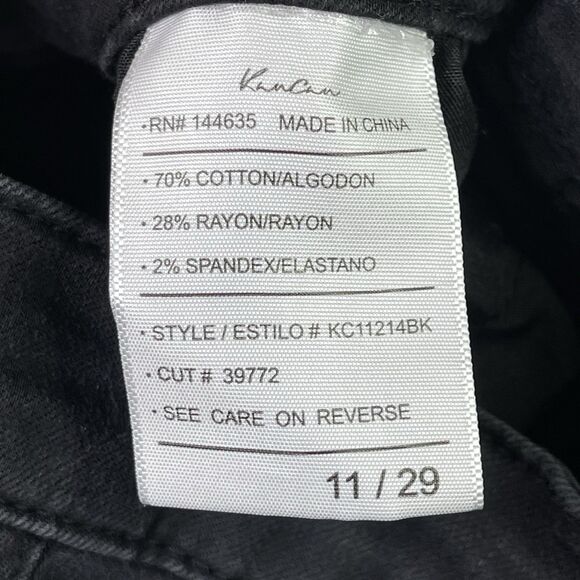 KanCan
• RN# 144635 MADE IN CHINA
• 70% COTTON/ALGODON
• 28% RAYON/RAYON
• 2% SPANDEX/ELASTANO
• STYLE / ESTILO # KC11214BK
• CUT # 39772
• SEE CARE ON REVERSE
11 / 29